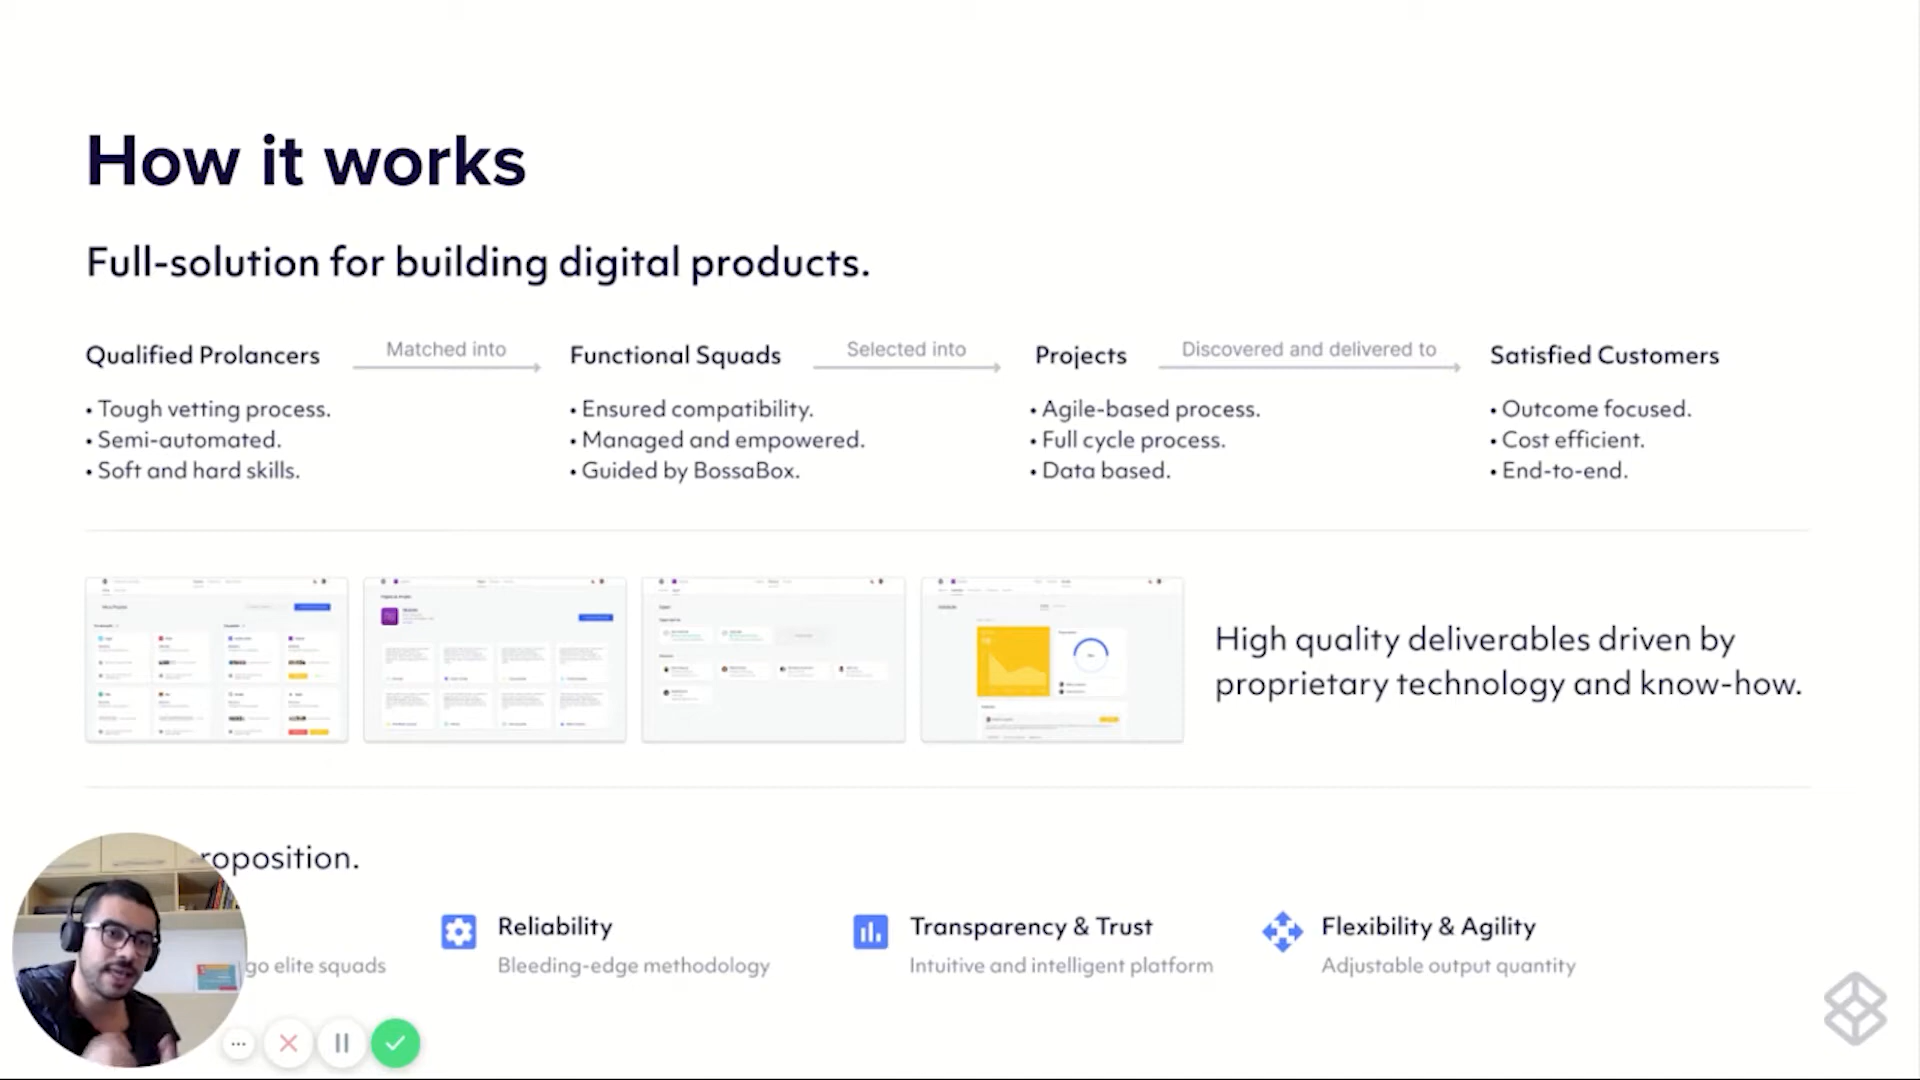 How it works
Full-solution for building digital products.
Qualified Prolancers
Matched into
Functional Squads
Selected into
Projects
Discovered and delivered to
Satisfied Customers
• Tough vetting process.
• Semi-automated.
• Soft and hard skills.
• Ensured compatibility.
• Managed and empowered.
• Guided by BossaBox.
• Agile-based process.
• Full cycle process.
• Data based.
• Outcome focused.
• Cost efficient.
• End-to-end.
High quality deliverables driven by
proprietary technology and know-how.
roposition.
go elite squads
Reliability
Bleeding-edge methodology
Transparency & Trust
Intuitive and intelligent platform
Flexibility & Agility
Adjustable output quantity